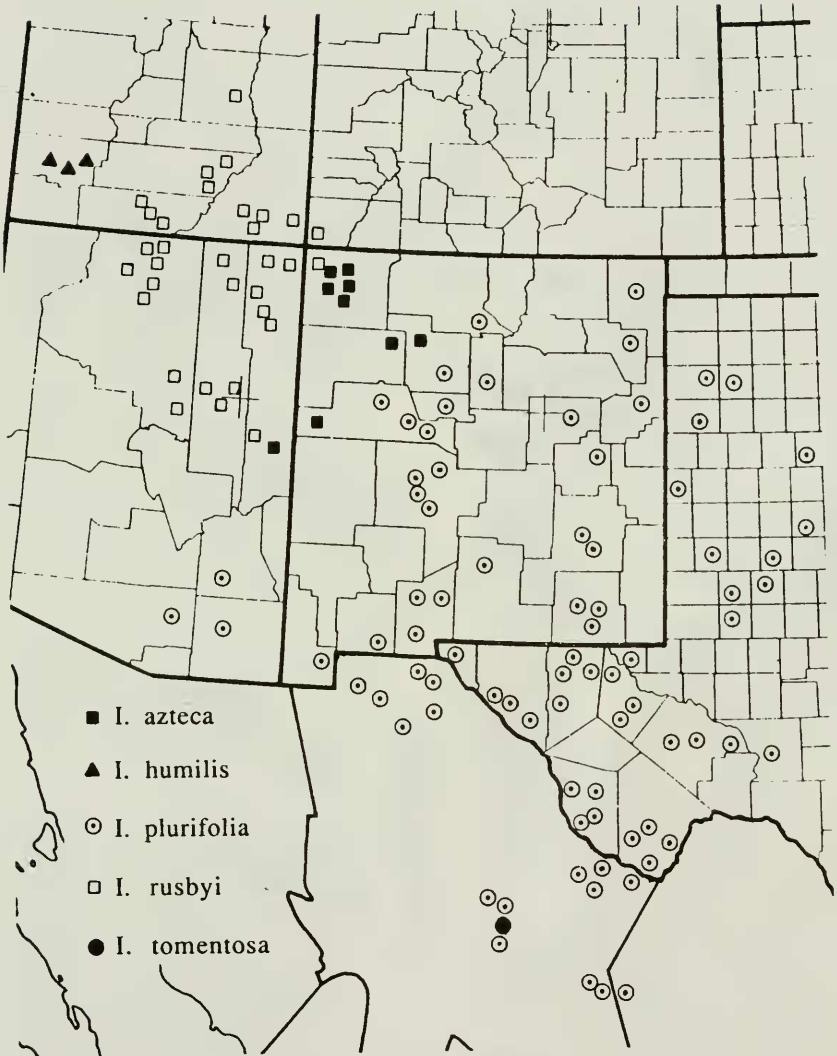 I. azteca
I. humilis
I. plurifolia
I. rusbyi
I. tomentosa